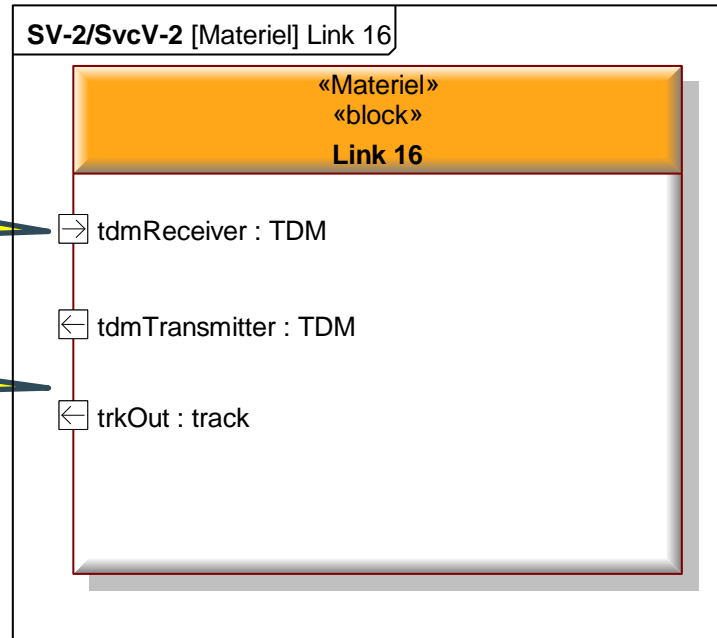 SV-2/SvcV-2 [Materiel] Link 16
«Materiel»
«block»
Link 16
tdmReceiver : TDM
tdmTransmitter : TDM
trkOut : track